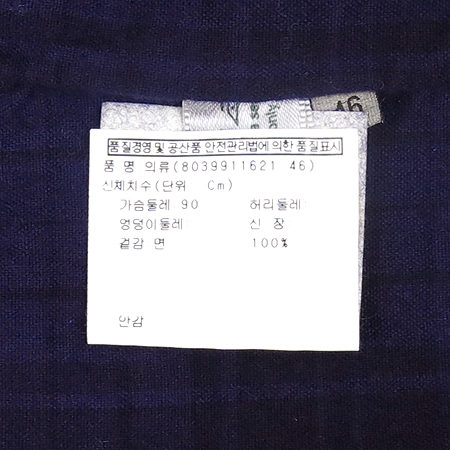 46
only
품질경영 및 공산품 안전관리법에 의한 품질표시
품 명 의류(8039911621 46)
신체치수(단위 Cm)
가슴둘레 90 허리둘레
엉덩이둘레 신 장
겉감 면 100%
안감